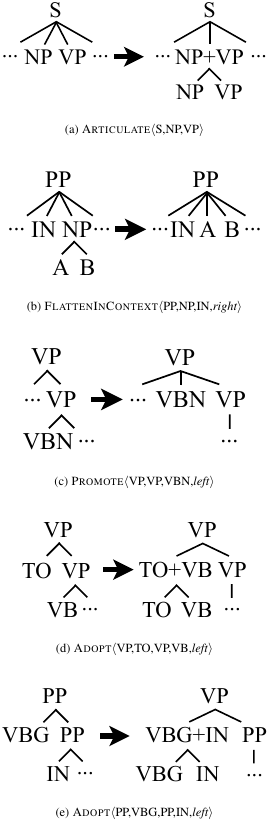 S S
··· NP VP ··· ··· NP+VP ···
NP VP
(a) ARTICULATE⟨S,NP,VP⟩
PP PP
··· IN NP ··· ··· IN A B ···
A B
(b) FLATTENINCONTEXT⟨PP,NP,IN,right⟩
VP VP
··· VP ··· VBN VP
VBN ··· ···
(c) PROMOTE⟨VP,VP,VBN,left⟩
VP VP
TO VP TO+VB VP
VB ··· TO VB ···
(d) ADOPT⟨VP,TO,VP,VB,left⟩
PP VP
VBG PP VBG+IN PP
IN ··· VBG IN ···
(e) ADOPT⟨PP,VBG,PP,IN,left⟩